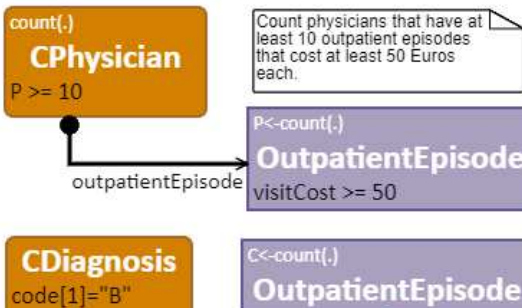 count(.)
CPhysician
P >= 10
Count physicians that have at
least 10 outpatient episodes
that cost at least 50 Euros
each.
P<-count(.)
OutpatientEpisode
visitCost >= 50
outpatientEpisode
CDiagnosis
code[1]="B"
C<-count(.)
OutpatientEpisode